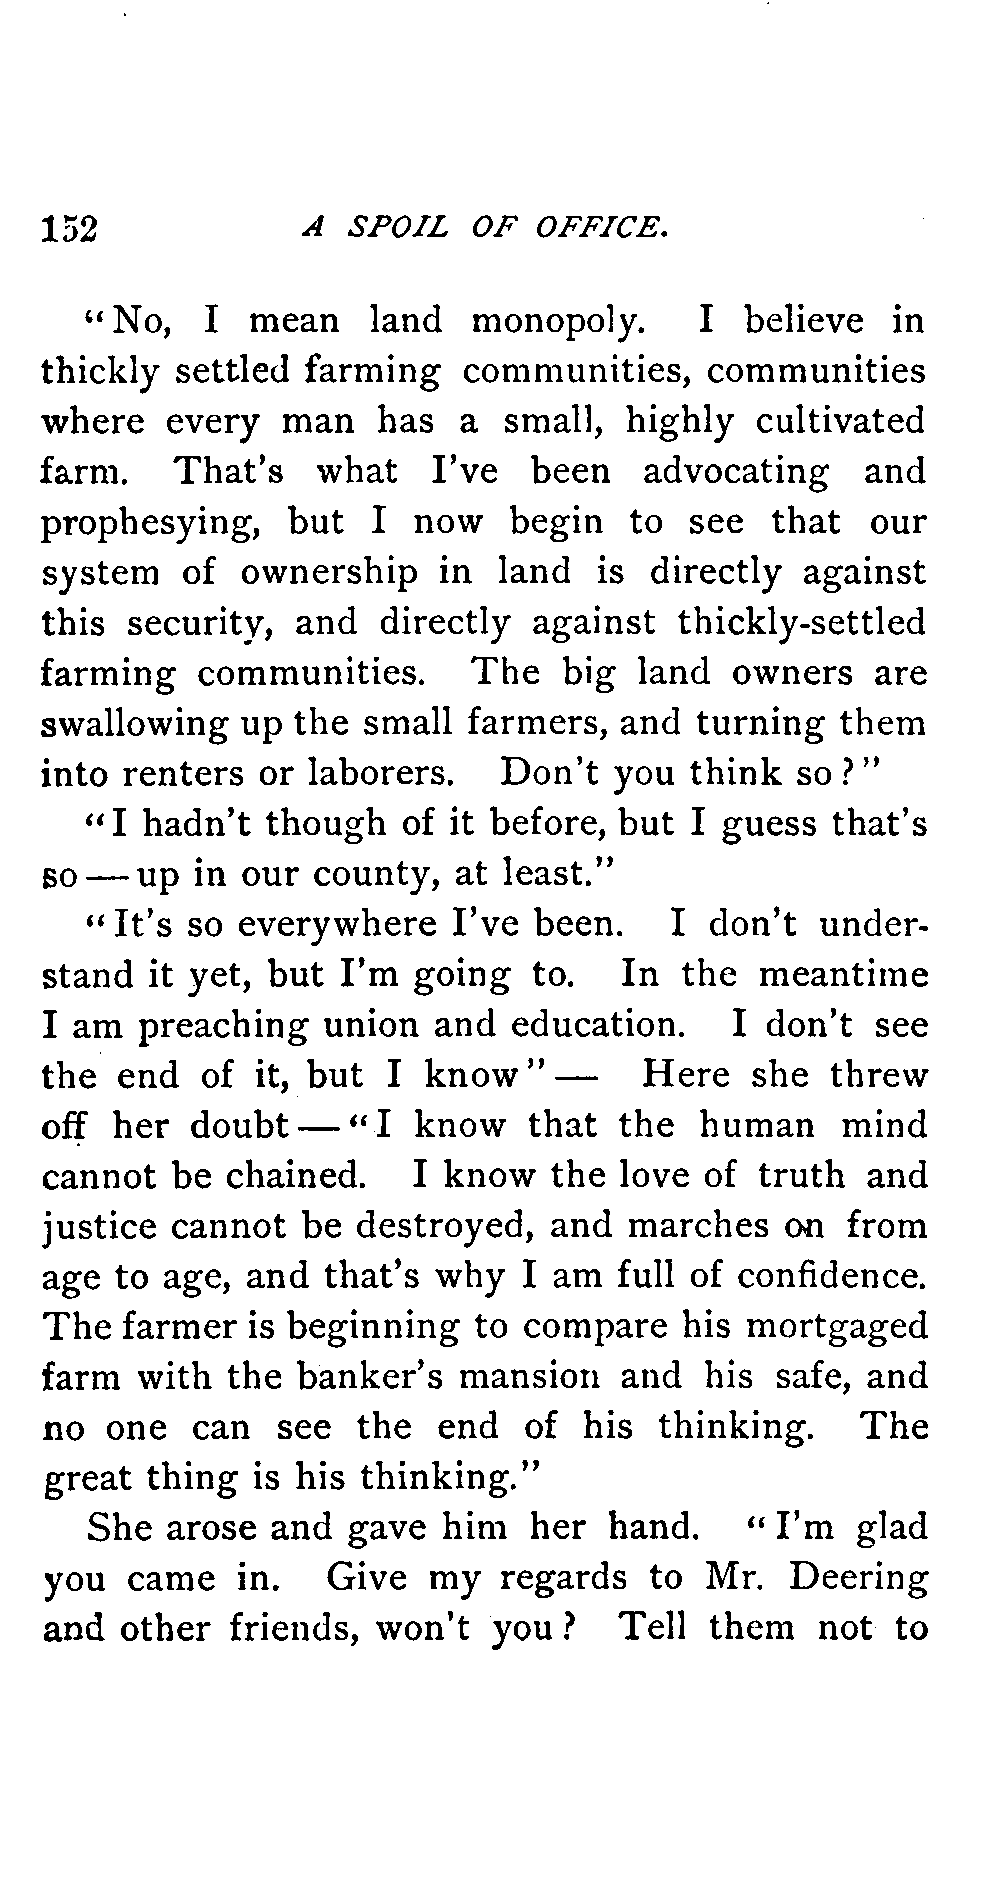 152 A SPOIL OF OFFICE.
"No, I mean land monopoly. I believe in
thickly settled farming communities, communities
where every man has a small, highly cultivated
farm. That's what I've been advocating and
prophesying, but I now begin to see that our
system of ownership in land is directly against
this security, and directly against thickly-settled
farming communities. The big land owners are
swallowing up the small farmers, and turning them
into renters or laborers. Don't you think so?"
"I hadn't though of it before, but I guess that's
so — up in our county, at least."
"It's so everywhere I've been. I don't under-
stand it yet, but I'm going to. In the meantime
I am preaching union and education. I don't see
the end of it, but I know" — Here she threw
off her doubt — "I know that the human mind
cannot be chained. I know the love of truth and
justice cannot be destroyed, and marches on from
age to age, and that's why I am full of confidence.
The farmer is beginning to compare his mortgaged
farm with the banker's mansion and his safe, and
no one can see the end of his thinking. The
great thing is his thinking."
She arose and gave him her hand. "I'm glad
you came in. Give my regards to Mr. Deering
and other friends, won't you? Tell them not to